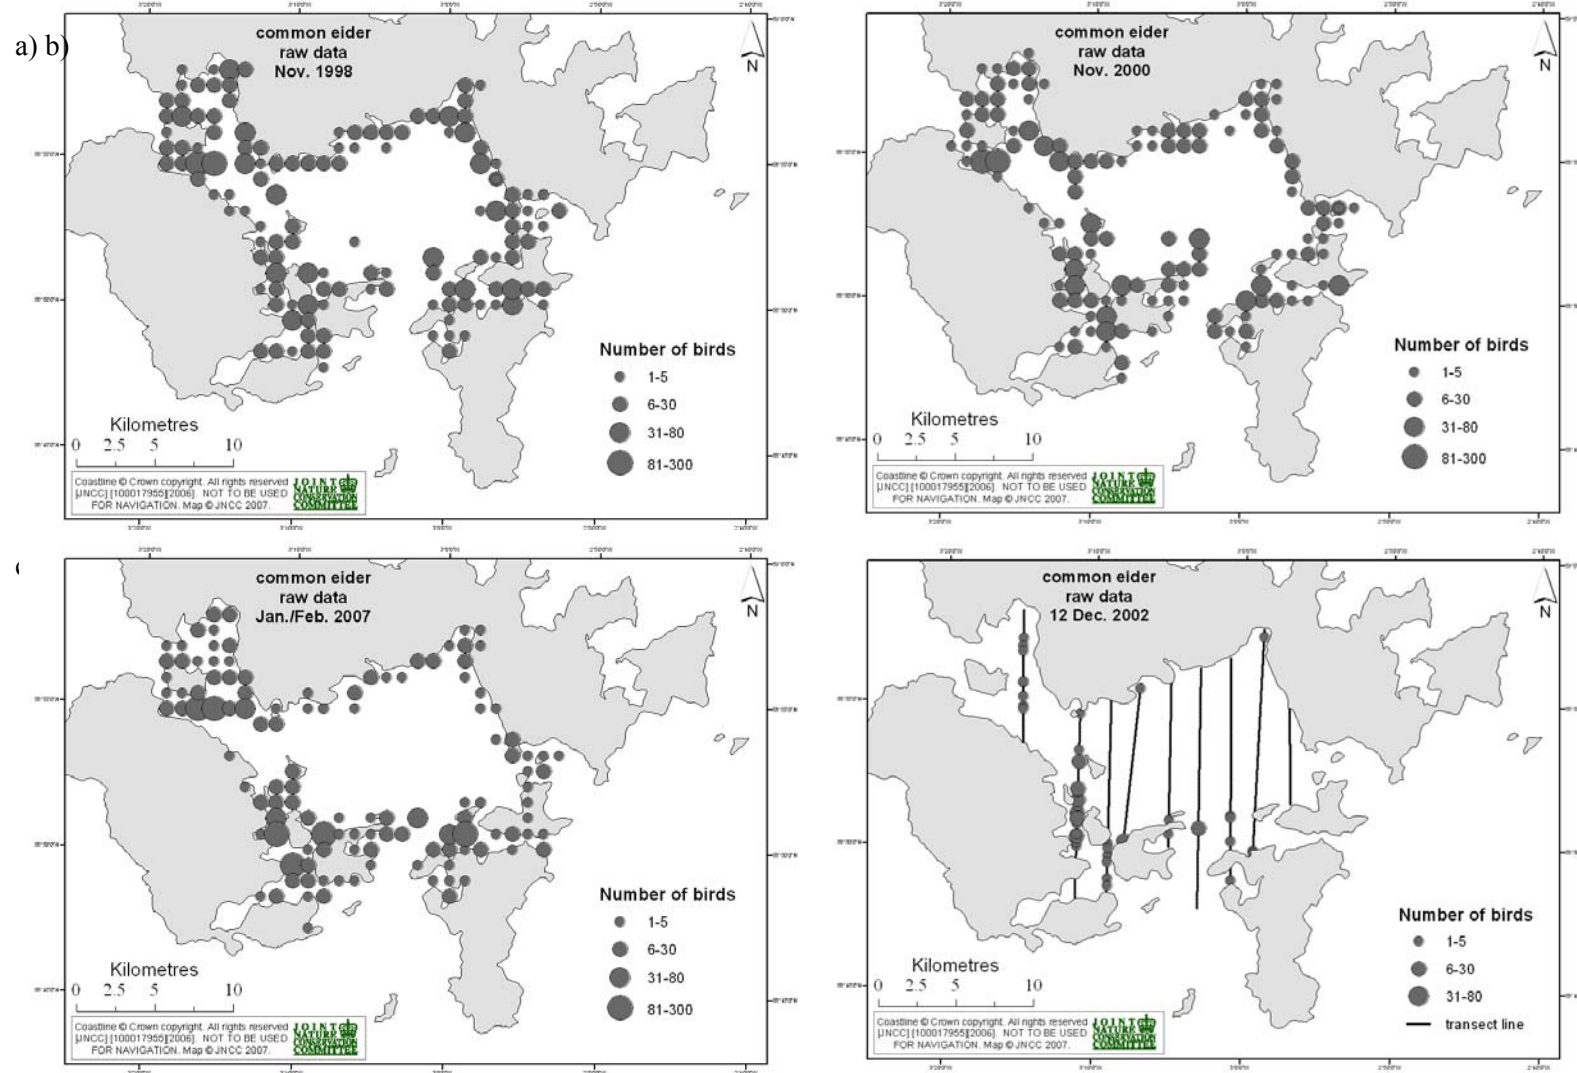 a) b)
common eider
raw data
Nov. 1998
N
Number of birds
1-5
6-30
31-80
81-300
Kilometres
0 2.5 5 10
Coastline © Crown copyright. All rights reserved
[JNCC] [100017955][2006]. NOT TO BE USED
FOR NAVIGATION. Map © JNCC 2007.
JOINT
NATURE
CONSERVATION
COMMITTEE
common eider
raw data
Nov. 2000
N
Number of birds
1-5
6-30
31-80
81-300
Kilometres
0 2.5 5 10
Coastline © Crown copyright. All rights reserved
[JNCC] [100017955][2006]. NOT TO BE USED
FOR NAVIGATION. Map © JNCC 2007.
JOINT
NATURE
CONSERVATION
COMMITTEE
common eider
raw data
Jan./Feb. 2007
N
Number of birds
1-5
6-30
31-80
81-300
Kilometres
0 2.5 5 10
Coastline © Crown copyright. All rights reserved
[JNCC] [100017955][2006]. NOT TO BE USED
FOR NAVIGATION. Map © JNCC 2007.
JOINT
NATURE
CONSERVATION
COMMITTEE
common eider
raw data
12 Dec. 2002
N
Number of birds
1-5
6-30
31-80
transect line
Kilometres
0 2.5 5 10
Coastline © Crown copyright. All rights reserved
[JNCC] [100017955][2006]. NOT TO BE USED
FOR NAVIGATION. Map © JNCC 2007.
JOINT
NATURE
CONSERVATION
COMMITTEE